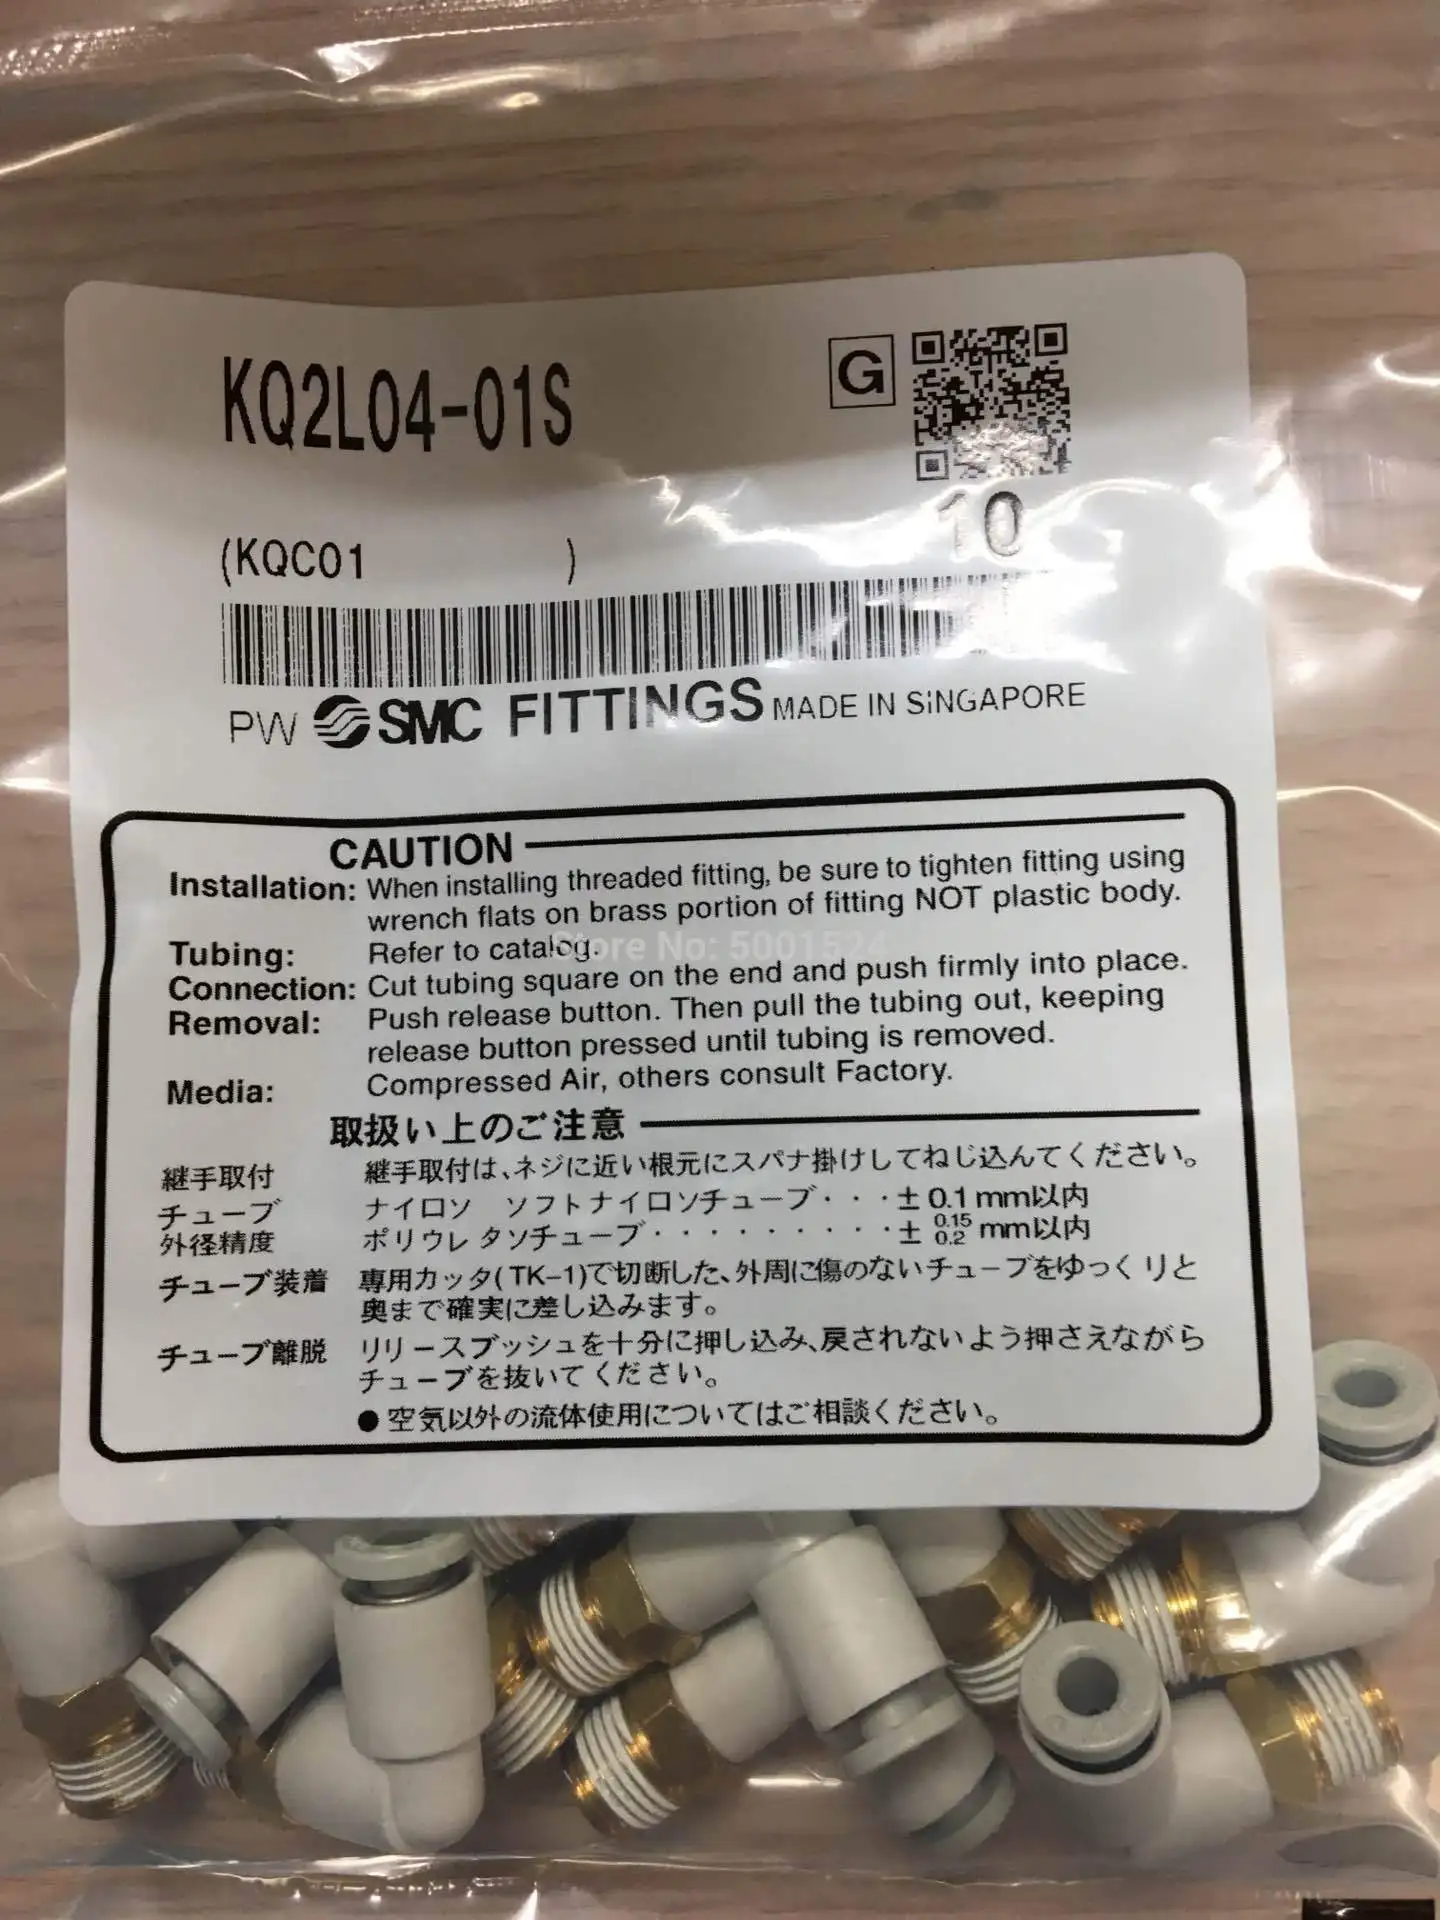 KQ2L04-01S
G
10
(KQC01 )
PW SMC FITTINGS MADE IN SiNGAPORE
CAUTION
Installation: When installing threaded fitting, be sure to tighten fitting using
wrench flats on brass portion of fitting NOT plastic body.
Tubing: Refer to catalog.
Store No: 5001524
Connection: Cut tubing square on the end and push firmly into place.
Removal: Push release button. Then pull the tubing out, keeping
release button pressed until tubing is removed.
Media: Compressed Air, others consult Factory.
取扱い上のご注意
継手取付 継手取付は、ネジに近い根元にスパナ掛けしてねじ込んてください。
チューブ ナイロソ ソフトナイロソチューブ・・・± 0.1 mm以内
外径精度 ポリウレタソチューブ・・・・・・・・・± 0.15 0.2 mm以内
チューブ装着 専用カッタ(TK-1)で切断した、外周に傷のないチューブをゆっくりと
奥まで確実に差し込みます。
チューブ離脱 リリースブッシュを十分に押し込み、戻されないよう押さえながら
チューブを抜いてください。
●空気以外の流体使用についてはご相談ください。